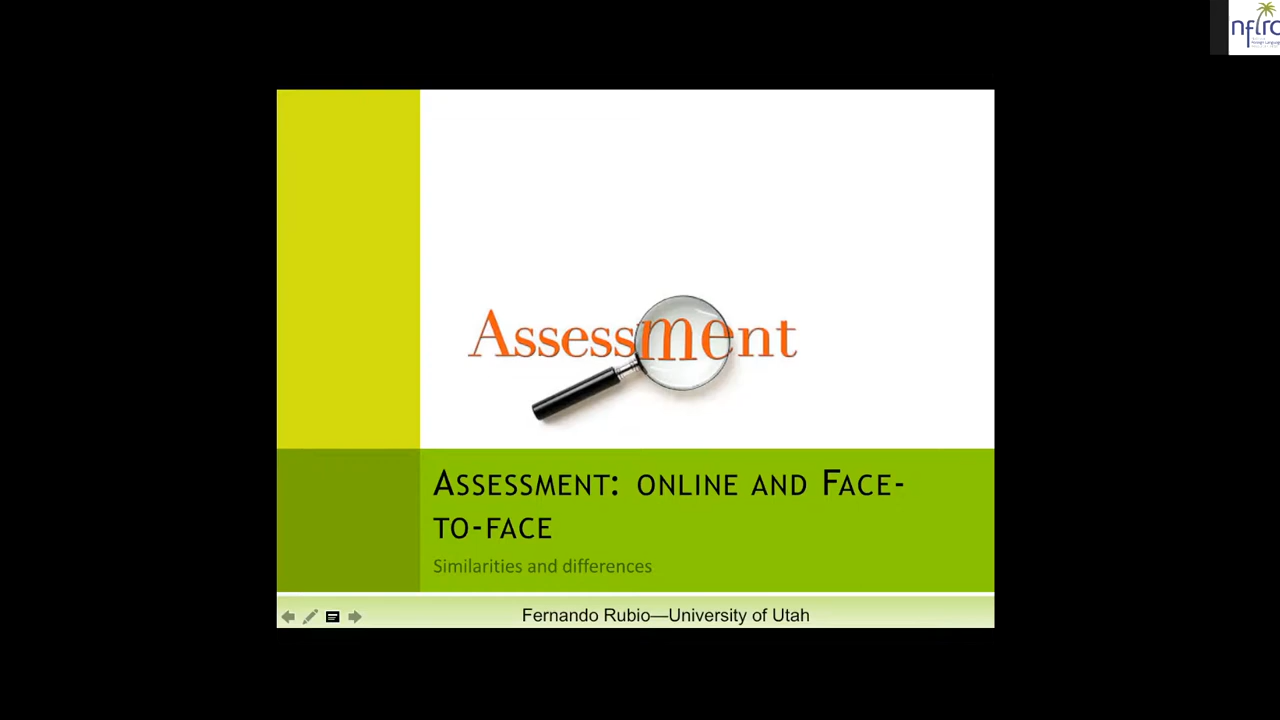 nflrc
Assessment
ASSESSMENT: ONLINE AND FACE-
TO-FACE
Similarities and differences
Fernando Rubio—University of Utah